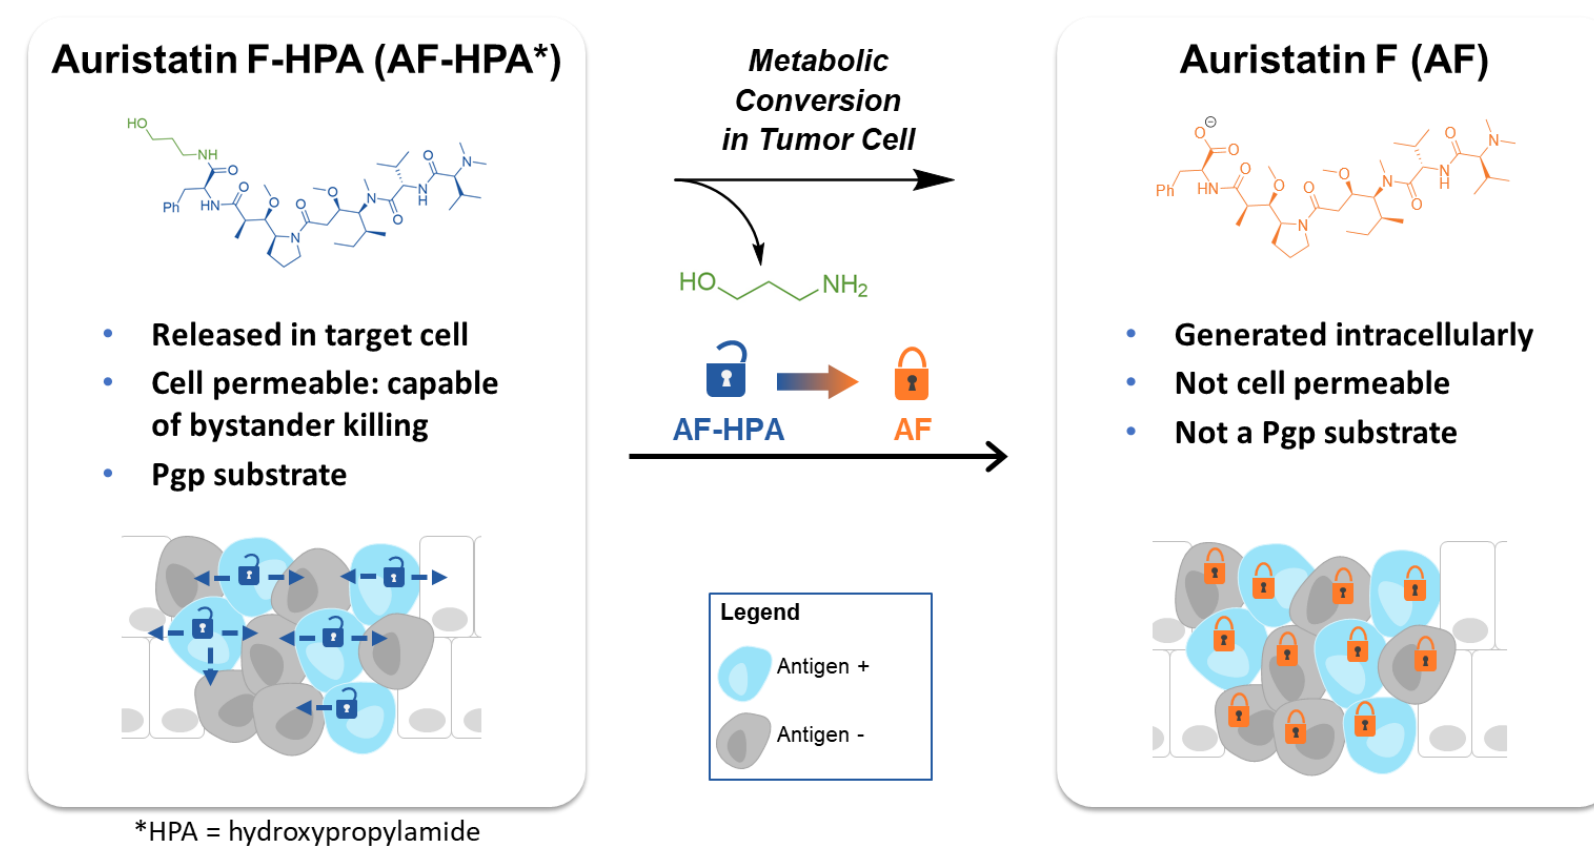 Auristatin F-HPA (AF-HPA*)
HO
NH
O
Ph
HN
O
O
O
N
O
N
O
N
H
O
N
• Released in target cell
• Cell permeable: capable
of bystander killing
• Pgp substrate
*HPA = hydroxypropylamide
Metabolic
Conversion
in Tumor Cell
HO
NH2
AF-HPA
AF
Legend
Antigen +
Antigen -
Auristatin F (AF)
⊖
O
O
Ph
HN
O
O
O
N
O
N
O
N
H
O
N
• Generated intracellularly
• Not cell permeable
• Not a Pgp substrate